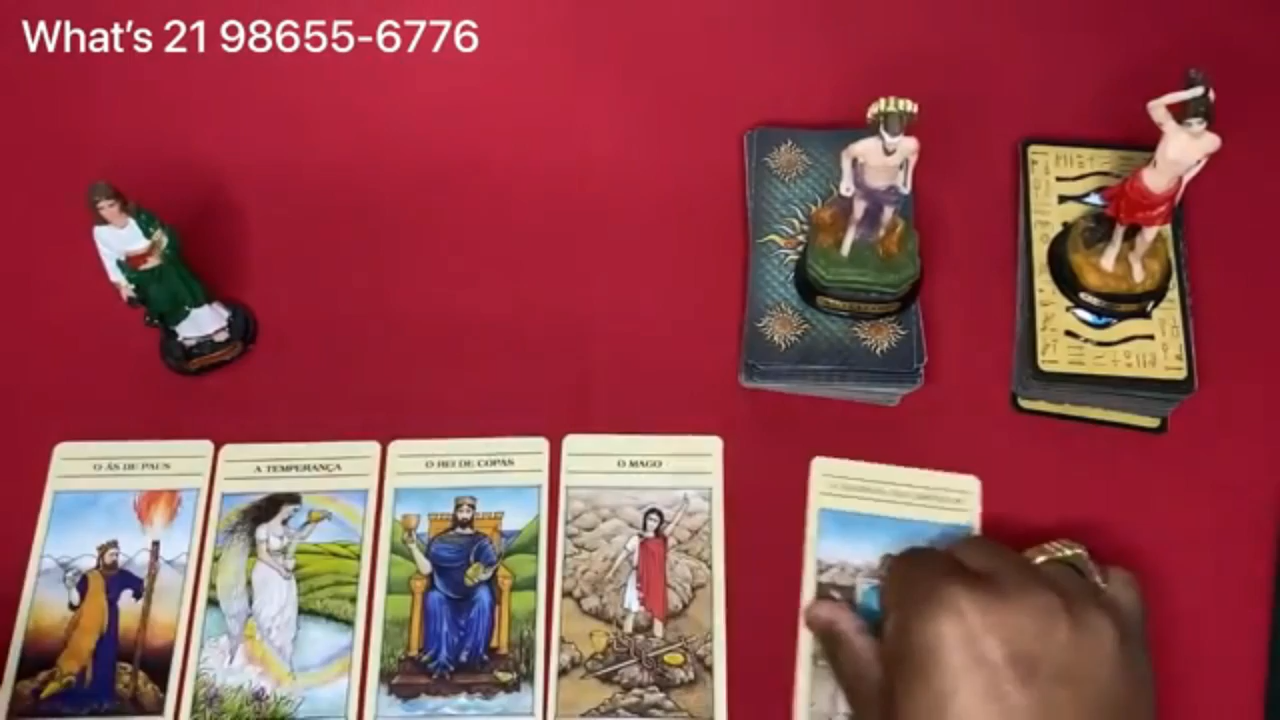 What's 21 98655-6776
O ÁS DE PAUS
A TEMPERANÇA
O REI DE COPAS
O MAGO